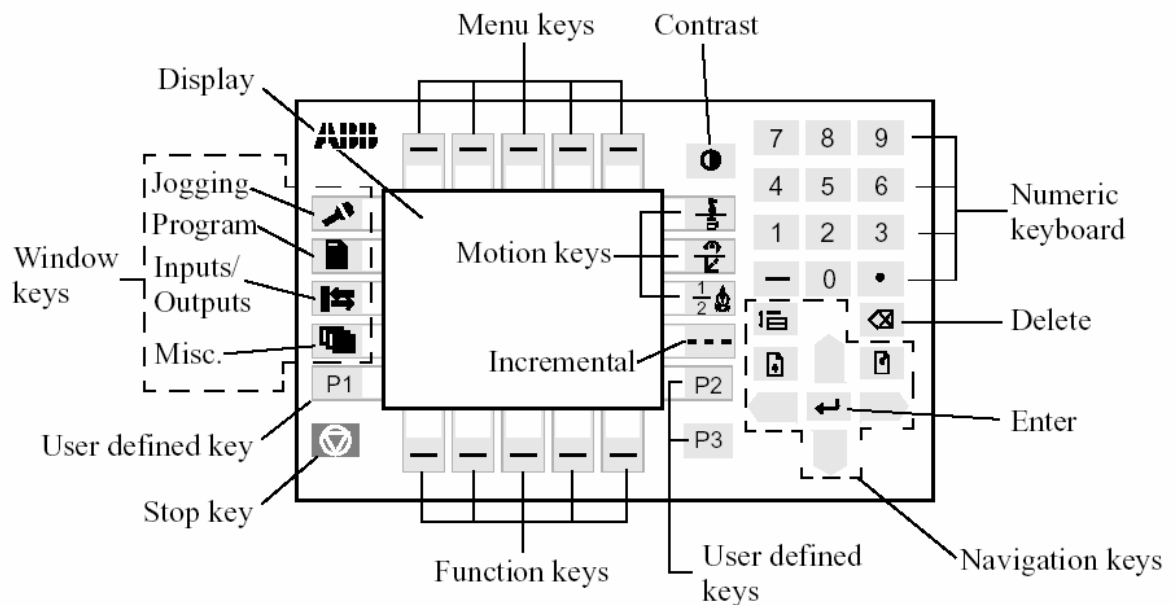 Menu keys
Contrast
Display
ABB
7 8 9
Jogging
4 5 6
Numeric
keyboard
Program
1 2 3
Motion keys
Window
keys
Inputs/
Outputs
— 0 •
1
2
Misc.
Incremental
Delete
P1
P2
User defined key
Enter
P3
Stop key
Function keys
User defined
keys
Navigation keys